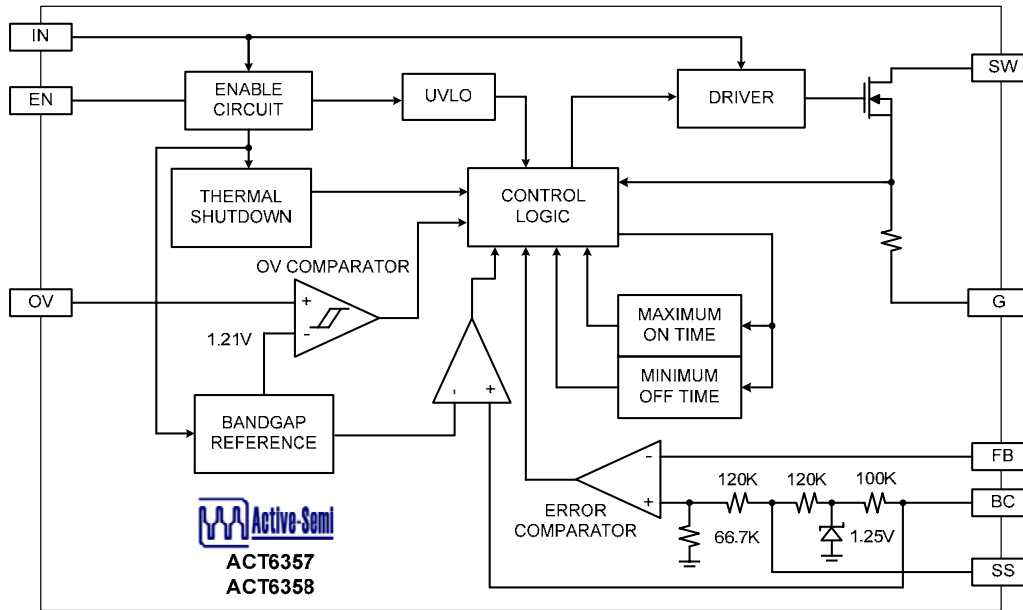 IN
SW
EN
ENABLE
CIRCUIT
UVLO
DRIVER
THERMAL
SHUTDOWN
CONTROL
LOGIC
OV COMPARATOR
OV
+
-
1.21V
G
MAXIMUM
ON TIME
MINIMUM
OFF TIME
- +
BANDGAP
REFERENCE
FB
-
+
120K
120K
100K
BC
ERROR
COMPARATOR
66.7K
1.25V
SS
Active-Semi
ACT6357
ACT6358